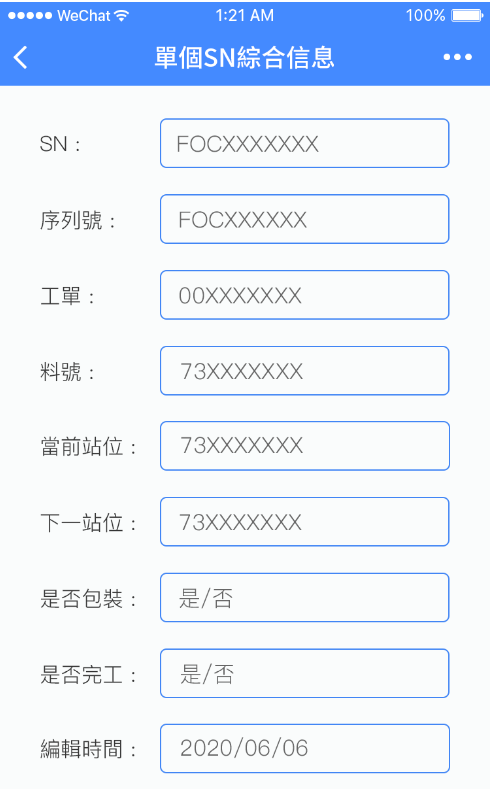 WeChat 1:21 AM 100%
單個SN綜合信息
SN： FOCXXXXXXX
序列號： FOCXXXXXX
工單： 00XXXXXXX
料號： 73XXXXXXX
當前站位： 73XXXXXXX
下一站位： 73XXXXXXX
是否包裝： 是/否
是否完工： 是/否
編輯時間： 2020/06/06